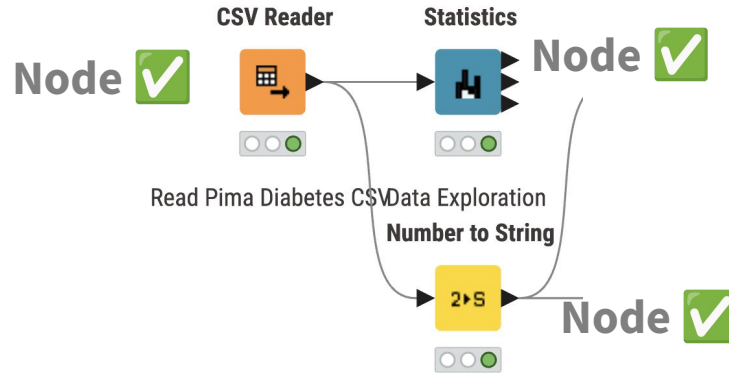 CSV Reader
Statistics
Node ✅
Node ✅
Read Pima Diabetes CSV
Data Exploration
Number to String
2▸S
Node ✅